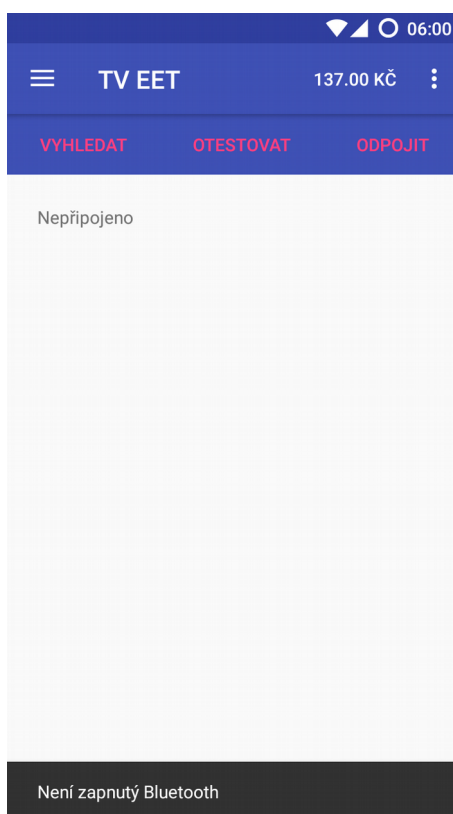 06:00
TV EET 137.00 KČ
VYHLEDAT OTESTOVAT ODPOJIT
Nepřipojeno
Není zapnutý Bluetooth